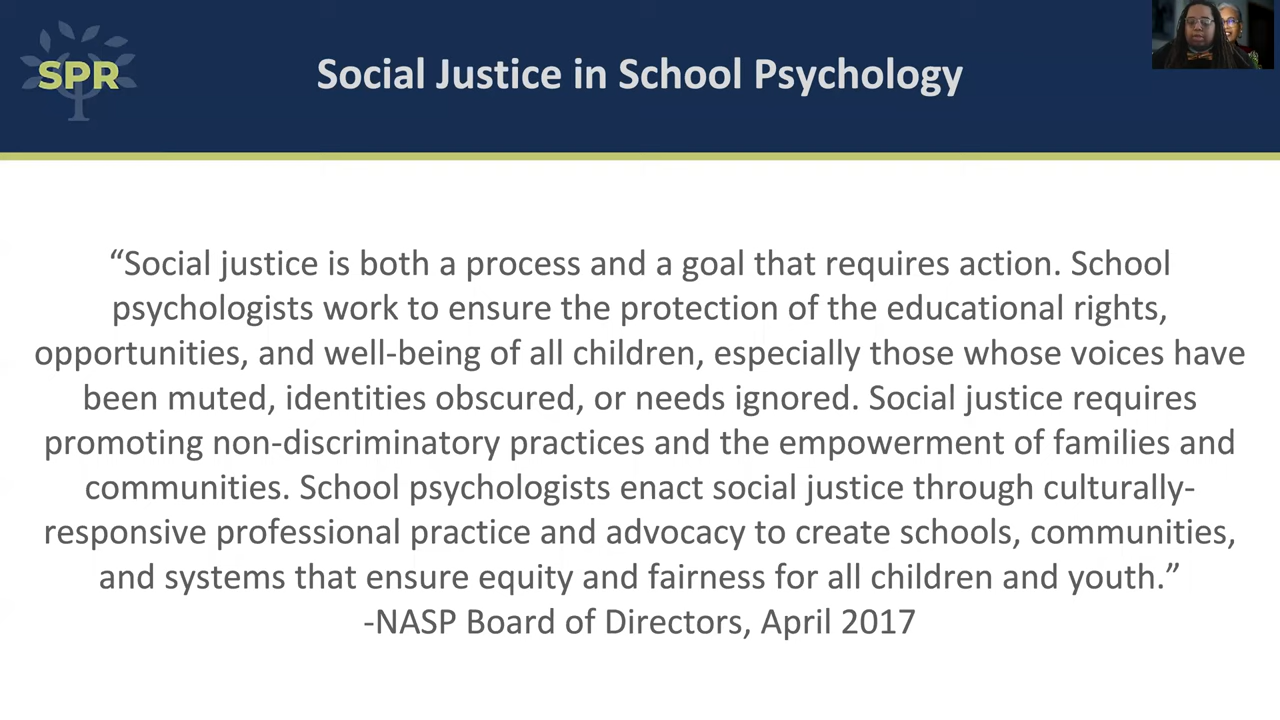 SPR
Social Justice in School Psychology
“Social justice is both a process and a goal that requires action. School
psychologists work to ensure the protection of the educational rights,
opportunities, and well-being of all children, especially those whose voices have
been muted, identities obscured, or needs ignored. Social justice requires
promoting non-discriminatory practices and the empowerment of families and
communities. School psychologists enact social justice through culturally-
responsive professional practice and advocacy to create schools, communities,
and systems that ensure equity and fairness for all children and youth.”
-NASP Board of Directors, April 2017